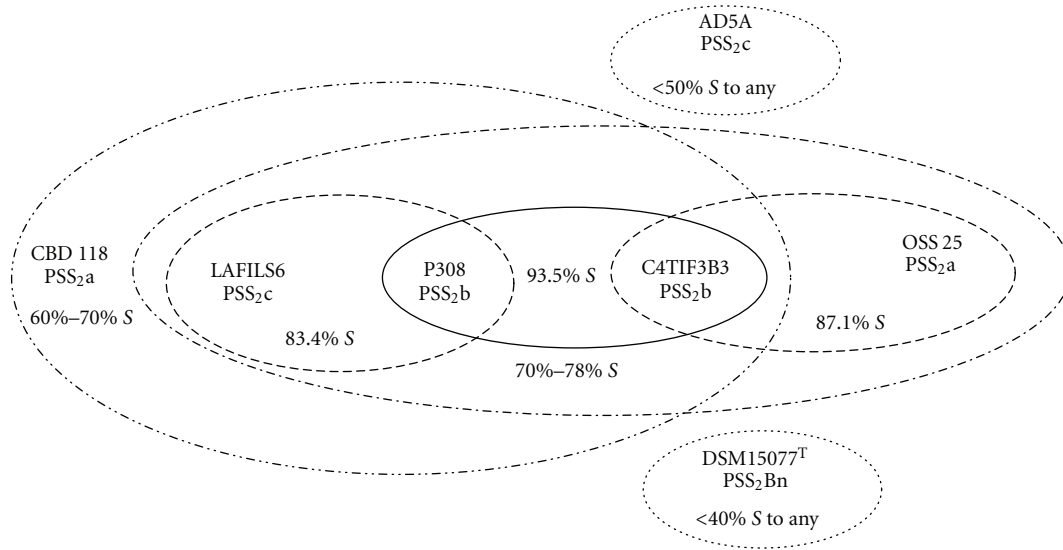 AD5A
PSS₂c
<50% S to any
CBD 118
PSS₂a
60%–70% S
LAFILS6
PSS₂c
83.4% S
P308
PSS₂b
93.5% S
C4TIF3B3
PSS₂b
OSS 25
PSS₂a
87.1% S
70%–78% S
DSM15077ᵀ
PSS₂Bn
<40% S to any